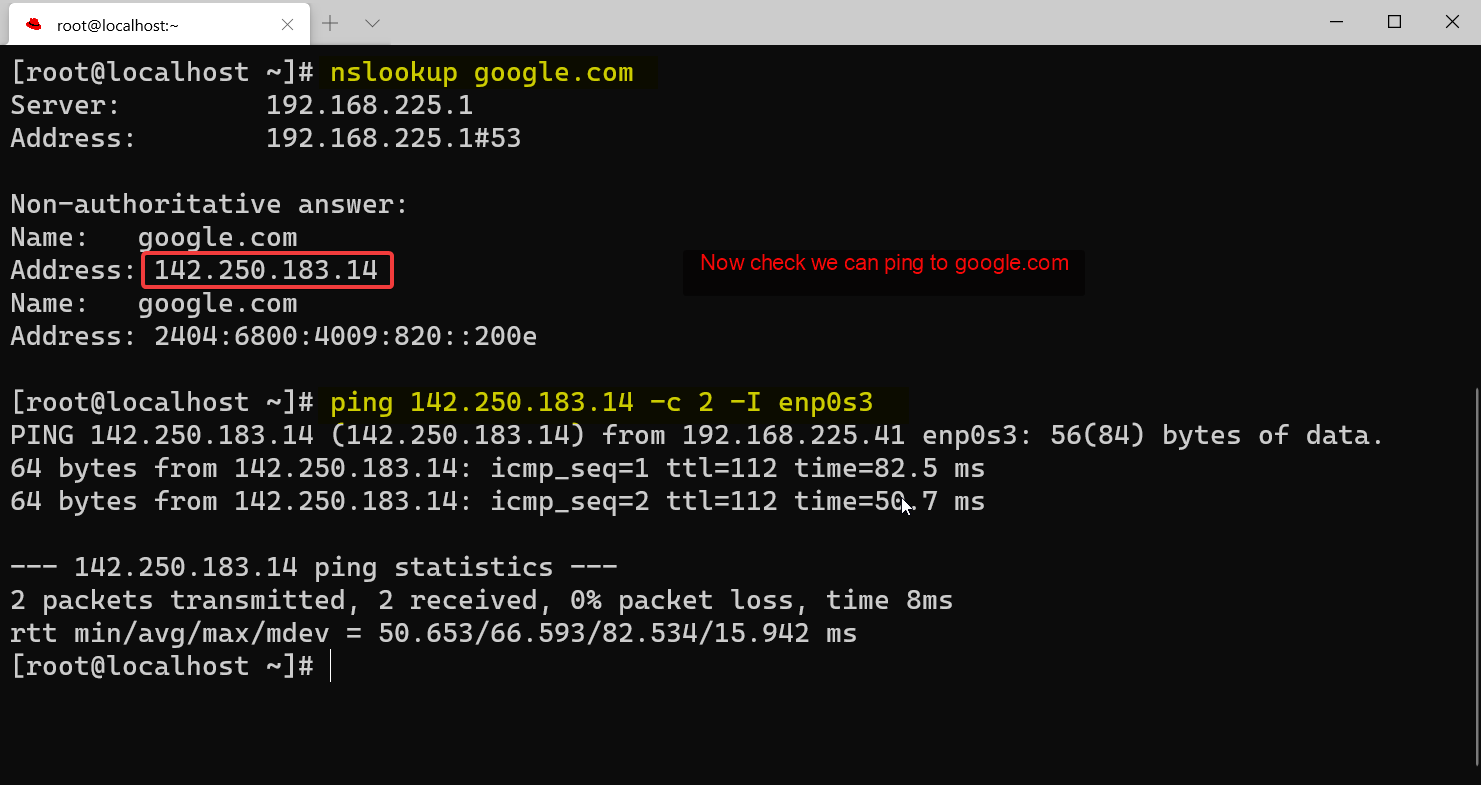 root@localhost:~
[root@localhost ~]# nslookup google.com
Server:         192.168.225.1
Address:        192.168.225.1#53
Non-authoritative answer:
Name:   google.com
Address: 142.250.183.14
Now check we can ping to google.com
Name:   google.com
Address: 2404:6800:4009:820::200e
[root@localhost ~]# ping 142.250.183.14 -c 2 -I enp0s3
PING 142.250.183.14 (142.250.183.14) from 192.168.225.41 enp0s3: 56(84) bytes of data.
64 bytes from 142.250.183.14: icmp_seq=1 ttl=112 time=82.5 ms
64 bytes from 142.250.183.14: icmp_seq=2 ttl=112 time=50.7 ms
--- 142.250.183.14 ping statistics ---
2 packets transmitted, 2 received, 0% packet loss, time 8ms
rtt min/avg/max/mdev = 50.653/66.593/82.534/15.942 ms
[root@localhost ~]#